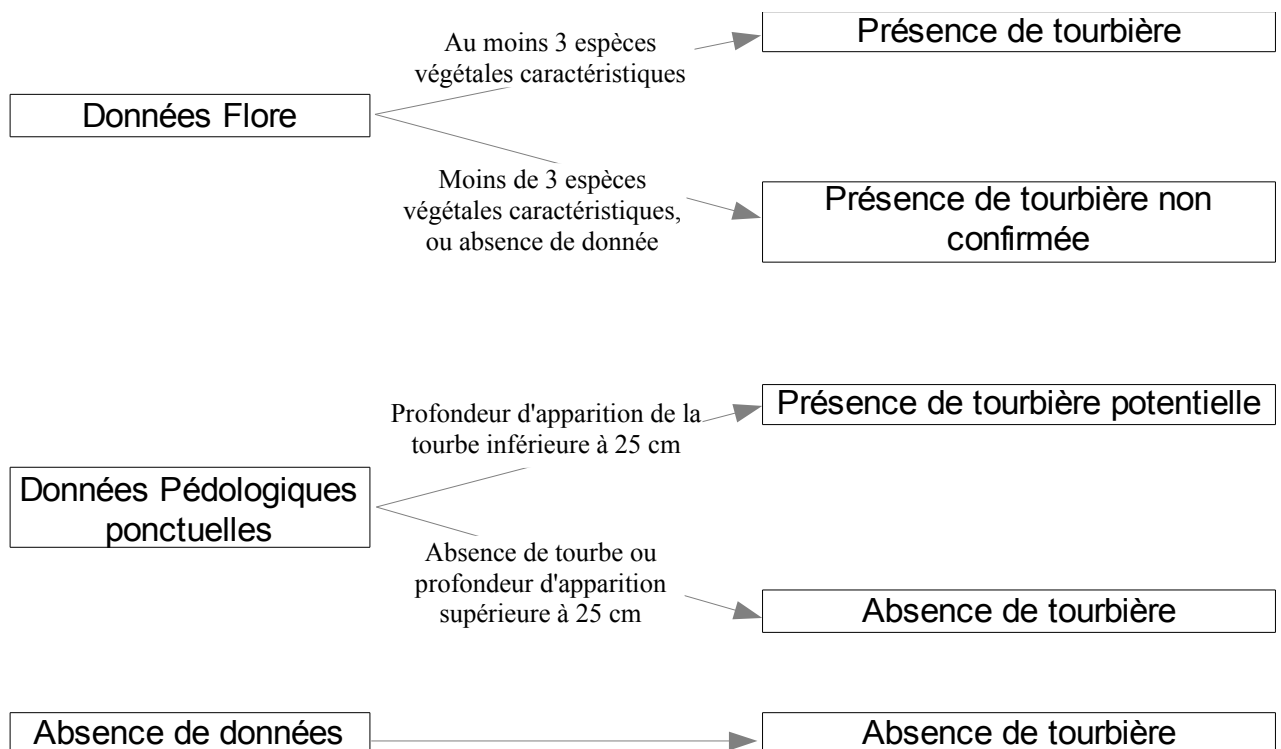 Au moins 3 espèces
végétales caractéristiques
Présence de tourbière
Données Flore
Moins de 3 espèces
végétales caractéristiques,
ou absence de donnée
Présence de tourbière non
confirmée
Profondeur d'apparition de la
tourbe inférieure à 25 cm
Présence de tourbière potentielle
Données Pédologiques
ponctuelles
Absence de tourbe ou
profondeur d'apparition
supérieure à 25 cm
Absence de tourbière
Absence de données
Absence de tourbière